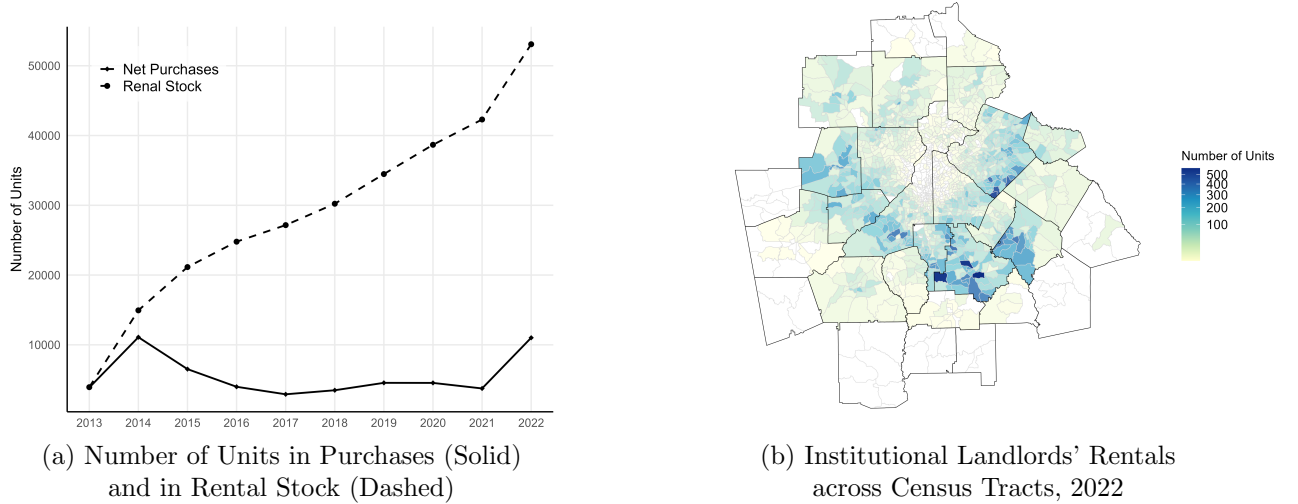 Number of Units
50000
40000
30000
20000
10000
Net Purchases
Renal Stock
2013 2014 2015 2016 2017 2018 2019 2020 2021 2022
(a) Number of Units in Purchases (Solid)
and in Rental Stock (Dashed)
Number of Units
500
400
300
200
100
(b) Institutional Landlords' Rentals
across Census Tracts, 2022